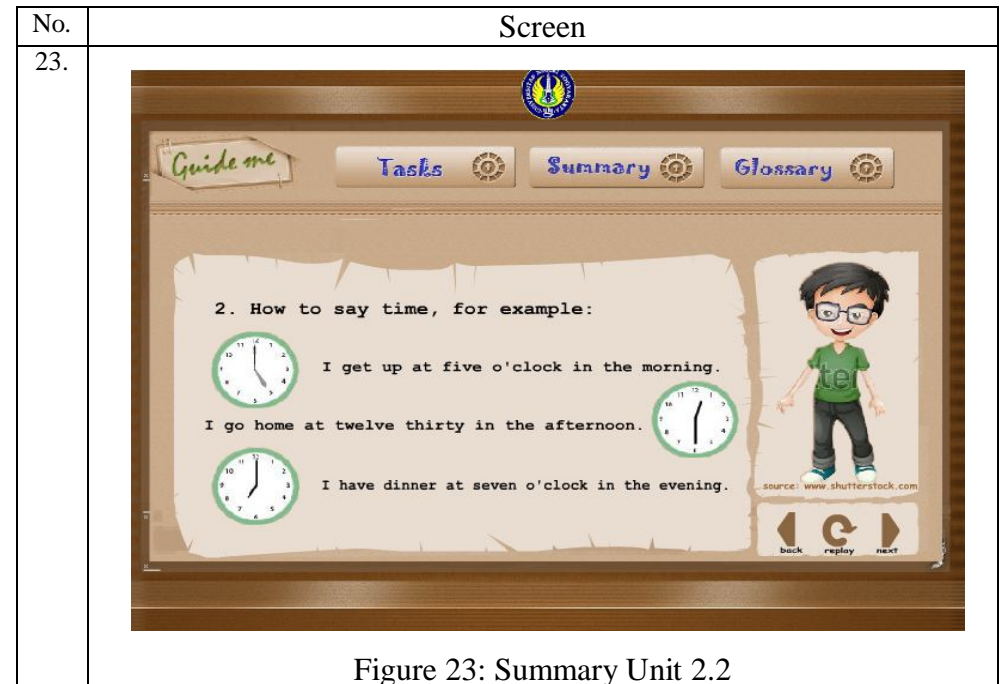 No.
Screen
23.
Guide me
Tasks
Summary
Glossary
2. How to say time, for example:
I get up at five o'clock in the morning.
I go home at twelve thirty in the afternoon.
I have dinner at seven o'clock in the evening.
ter
source: www.shutterstock.com
back replay next
Figure 23: Summary Unit 2.2